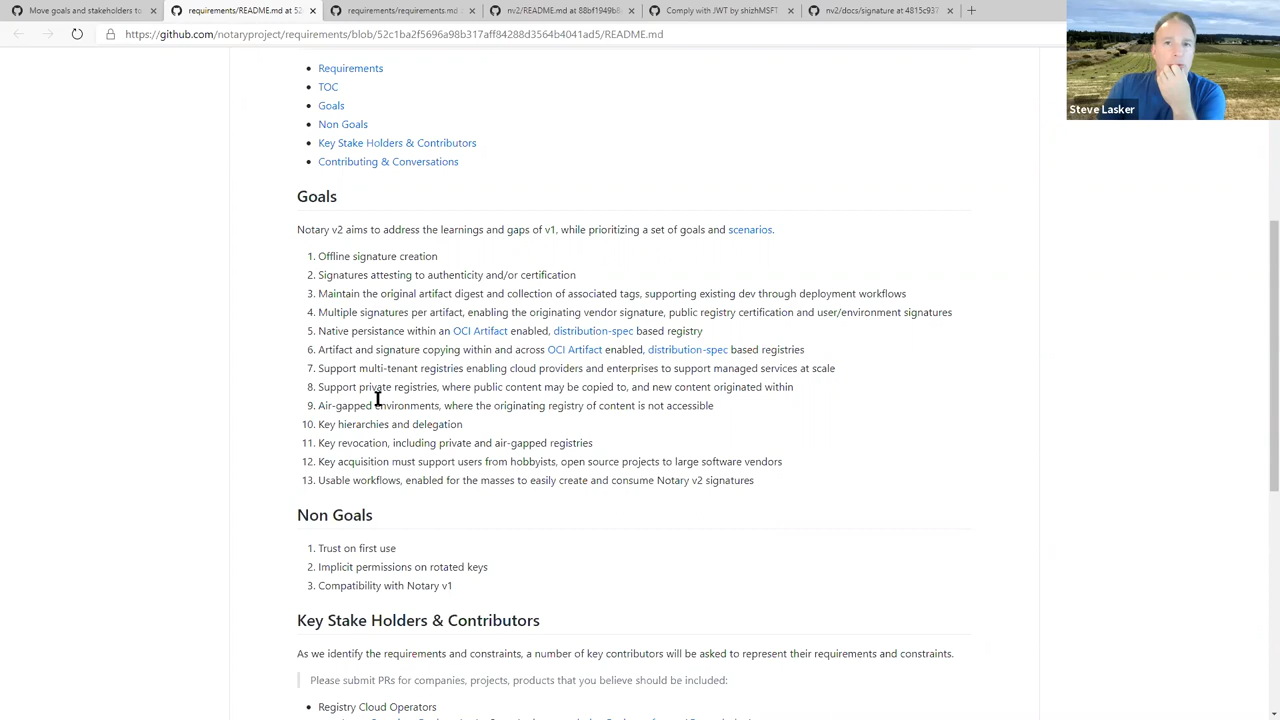 Move goals and stakeholders to
requirements/README.md at 52
requirements/requirements.md
nv2/README.md at 88bf1949b8
Comply with JWT by shizhMSFT
nv2/docs/signature at 4815c937
https://github.com/notaryproject/requirements/blob/52c1ba2f5696a98b317aff84288d3564b4041ad5/README.md
Steve Lasker
Requirements
TOC
Goals
Non Goals
Key Stake Holders & Contributors
Contributing & Conversations
Goals
Notary v2 aims to address the learnings and gaps of v1, while prioritizing a set of goals and scenarios.
1. Offline signature creation
2. Signatures attesting to authenticity and/or certification
3. Maintain the original artifact digest and collection of associated tags, supporting existing dev through deployment workflows
4. Multiple signatures per artifact, enabling the originating vendor signature, public registry certification and user/environment signatures
5. Native persistance within an OCI Artifact enabled, distribution-spec based registry
6. Artifact and signature copying within and across OCI Artifact enabled, distribution-spec based registries
7. Support multi-tenant registries enabling cloud providers and enterprises to support managed services at scale
8. Support private registries, where public content may be copied to, and new content originated within
9. Air-gapped environments, where the originating registry of content is not accessible
10. Key hierarchies and delegation
11. Key revocation, including private and air-gapped registries
12. Key acquisition must support users from hobbyists, open source projects to large software vendors
13. Usable workflows, enabled for the masses to easily create and consume Notary v2 signatures
Non Goals
1. Trust on first use
2. Implicit permissions on rotated keys
3. Compatibility with Notary v1
Key Stake Holders & Contributors
As we identify the requirements and constraints, a number of key contributors will be asked to represent their requirements and constraints.
Please submit PRs for companies, projects, products that you believe should be included:
Registry Cloud Operators